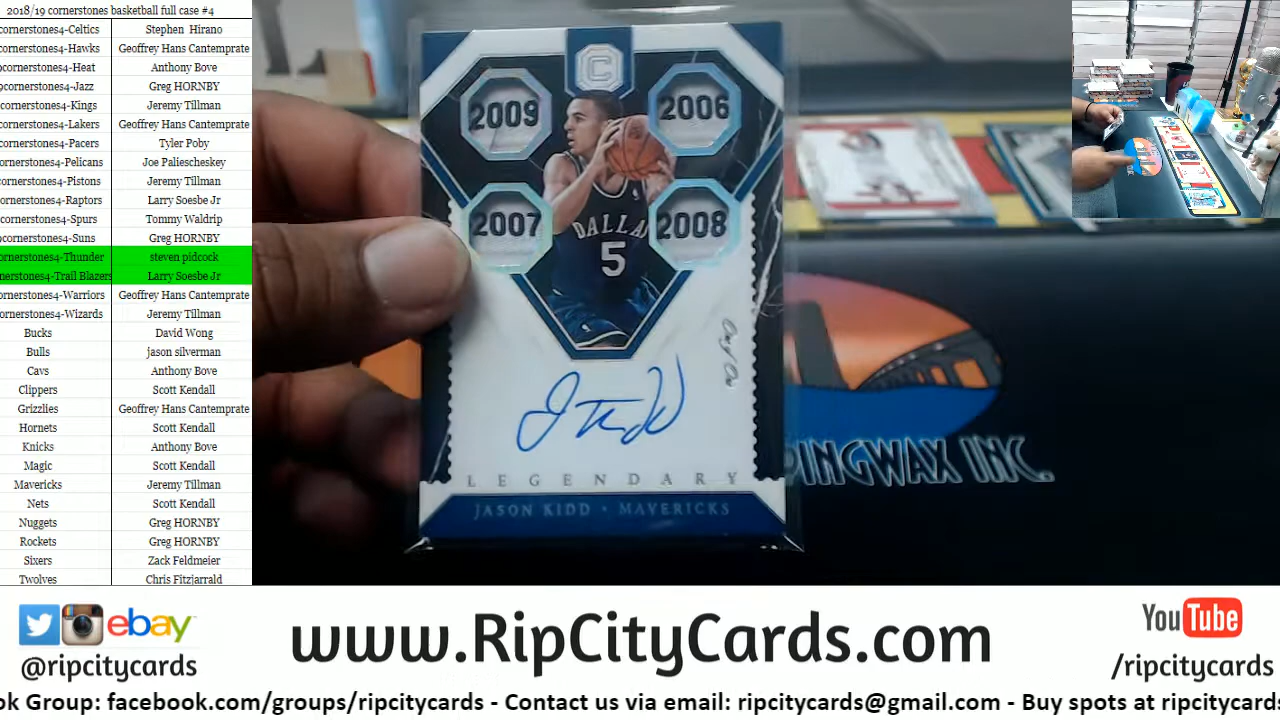 2018/19 cornerstones basketball full case #4
cornerstones4-Celtics Stephen Hirano
cornerstones4-Hawks Geoffrey Hans Cantemprate
cornerstones4-Heat Anthony Bove
cornerstones4-Jazz Greg HORNBY
cornerstones4-Kings Jeremy Tillman
cornerstones4-Lakers Geoffrey Hans Cantemprate
cornerstones4-Pacers Tyler Poby
cornerstones4-Pelicans Joe Paliescheskey
cornerstones4-Pistons Jeremy Tillman
cornerstones4-Raptors Larry Soesbe Jr
cornerstones4-Spurs Tommy Waldrip
cornerstones4-Suns Greg HORNBY
ornerstones4-Thunder steven pidcock
nerstones4-Trail Blazers Larry Soesbe Jr
ornerstones4-Warriors Geoffrey Hans Cantemprate
ornerstones4-Wizards Jeremy Tillman
Bucks David Wong
Bulls jason silverman
Cavs Anthony Bove
Clippers Scott Kendall
Grizzlies Geoffrey Hans Cantemprate
Hornets Scott Kendall
Knicks Anthony Bove
Magic Scott Kendall
Mavericks Jeremy Tillman
Nets Scott Kendall
Nuggets Greg HORNBY
Rockets Greg HORNBY
Sixers Zack Feldmeier
Twolves Chris Fitzjarrald
C
2009 2006
2007 2008
DALLA
5
LEGENDARY
JASON KIDD • MAVERICKS
PINGWAX INC.
ebay
@ripcitycards
www.RipCityCards.com
YouTube
/ripcitycards
ok Group: facebook.com/groups/ripcitycards - Contact us via email: ripcitycards@gmail.com - Buy spots at ripcitycards